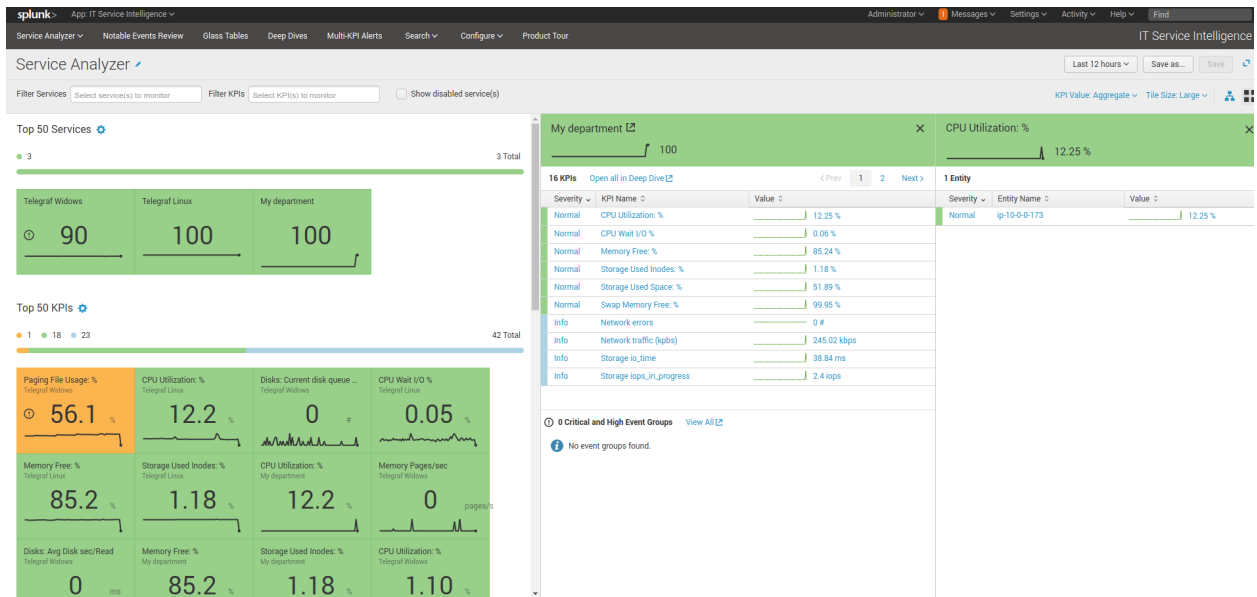 splunk> App: IT Service Intelligence Administrator 1 Messages Settings Activity Help Find
Service Analyzer Notable Events Review Glass Tables Deep Dives Multi-KPI Alerts Search Configure Product Tour IT Service Intelligence
Service Analyzer Last 12 hours Save as... Save
Filter Services Select service(s) to monitor Filter KPIs Select KPI(s) to monitor Show disabled service(s) KPI Value: Aggregate Tile Size: Large
Top 50 Services
3 3 Total
Telegraf Widows Telegraf Linux My department
90 100 100
Top 50 KPIs
1 18 23 42 Total
Paging File Usage: % CPU Utilization: % Disks: Current disk queue ... CPU Wait I/O %
Telegraf Widows Telegraf Linux Telegraf Widows Telegraf Linux
56.1 % 12.2 % 0 # 0.05 %
Memory Free: % Storage Used Inodes: % CPU Utilization: % Memory Pages/sec
Telegraf Linux Telegraf Linux My department Telegraf Widows
85.2 % 1.18 % 12.2 % 0 pages/s
Disks: Avg Disk sec/Read Memory Free: % Storage Used Inodes: % CPU Utilization: %
Telegraf Widows My department My department Telegraf Widows
0 ms 85.2 % 1.18 % 1.10 %
My department
100
16 KPIs Open all in Deep Dive < Prev 1 2 Next >
Severity KPI Name Value
Normal CPU Utilization: % 12.25 %
Normal CPU Wait I/O % 0.06 %
Normal Memory Free: % 85.24 %
Normal Storage Used Inodes: % 1.18 %
Normal Storage Used Space: % 51.89 %
Normal Swap Memory Free: % 99.95 %
Info Network errors 0 #
Info Network traffic (kpbs) 245.02 kbps
Info Storage io_time 38.84 ms
Info Storage iops_in_progress 2.4 iops
0 Critical and High Event Groups View All
No event groups found.
CPU Utilization: %
12.25 %
1 Entity
Severity Entity Name Value
Normal ip-10-0-0-173 12.25 %